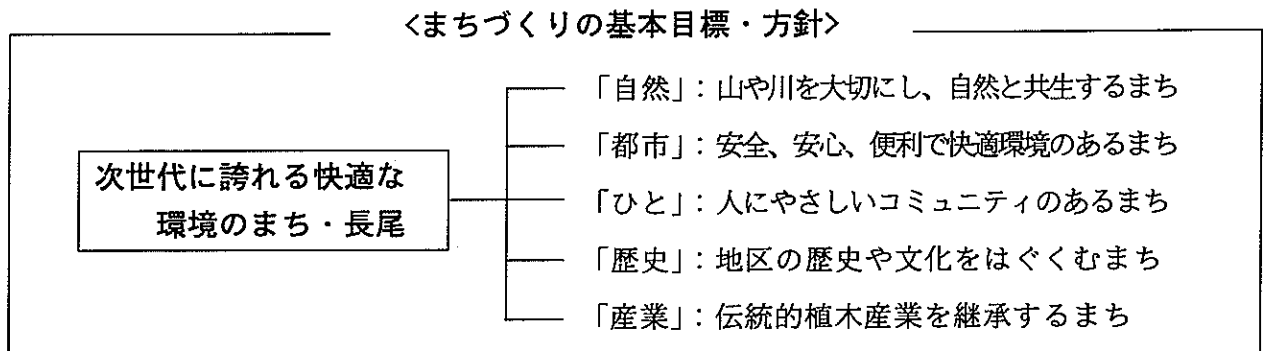 <まちづくりの基本目標・方針>
次世代に誇れる快適な
環境のまち・長尾
「自然」：山や川を大切にし、自然と共生するまち
「都市」：安全、安心、便利で快適環境のあるまち
「ひと」：人にやさしいコミュニティのあるまち
「歴史」：地区の歴史や文化をはぐくむまち
「産業」：伝統的植木産業を継承するまち